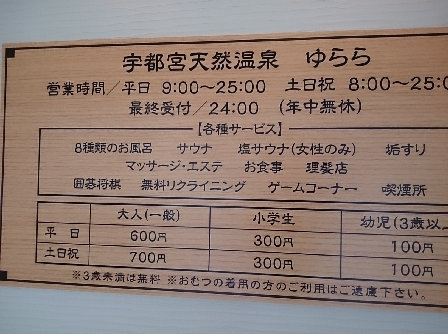 宇都宮天然温泉 ゆらら
営業時間／平日 9:00～25:00 土日祝 8:00～25:0
最終受付／24:00 (年中無休)
【各種サービス】
8種類のお風呂 サウナ 塩サウナ(女性のみ) 垢すり
マッサージ・エステ お食事 理髪店
囲碁将棋 無料リクライニング ゲームコーナー 喫煙所
大人(一般) 小学生 幼児(3歳以上
平日 600円 300円 100円
土日祝 700円 300円 100円
※3歳未満は無料 ※おむつの着用の方のご利用はご遠慮下さい。